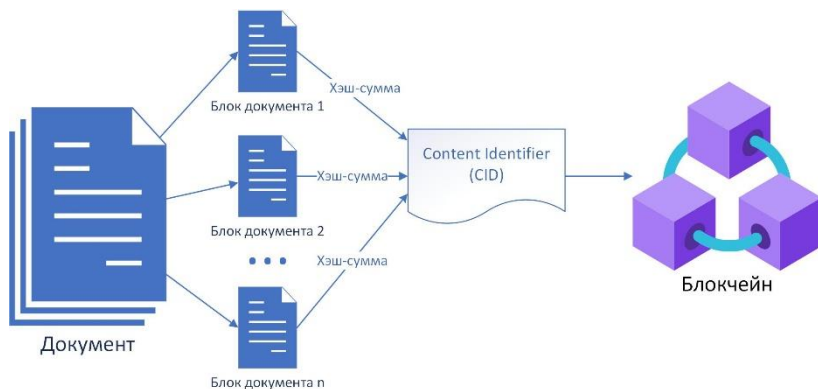 Хэш-сумма
Блок документа 1
Content Identifier
(CID)
Хэш-сумма
Блок документа 2
Хэш-сумма
Блокчейн
Документ
Блок документа n